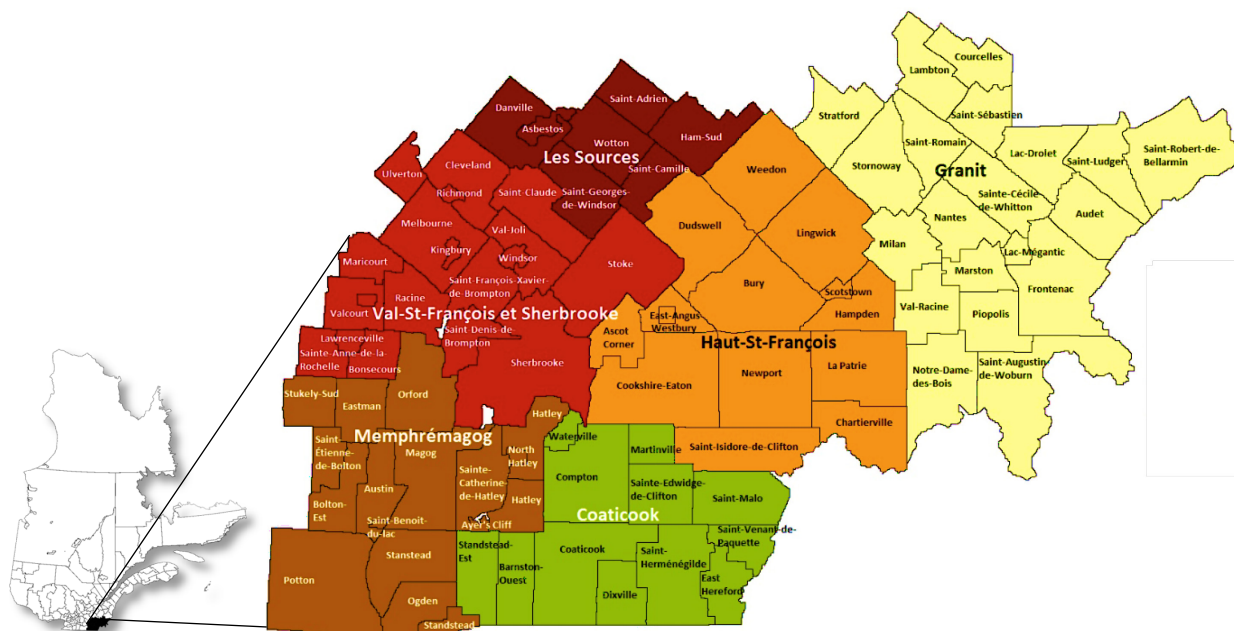 Courcelles
Lambton
Saint-Adrien
Danville
Stratford
Saint-Sébastien
Asbestos
Ham-Sud
Wotton
Saint-Romain
Saint-Robert-de-
Bellarmin
Lac-Drolet
Saint-Ludger
Les Sources
Cleveland
Ulverton
Saint-Camille
Weedon
Stornoway
Granit
Richmond
Saint-Claude
Saint-Georges-
de-Windsor
Sainte-Cécile
de-Whitton
Melbourne
Dudswell
Nantes
Audet
Val-Joli
Lingwick
Kingbury
Windsor
Milan
Lac-Mégantic
Maricourt
Stoke
Saint-François-Xavier-
de-Brompton
Bury
Marston
Frontenac
Racine
Scotstown
Val-Racine
Valcourt
Val-St-François et Sherbrooke
East-Angus
Westbury
Hampden
Piopolis
Saint-Denis-de-
Brompton
Ascot
Corner
Lawrenceville
Haut-St-François
Sainte-Anne-de-la-
Rochelle
Bonsecours
Sherbrooke
La Patrie
Notre-Dame-
des-Bois
Saint-Augustin
de-Woburn
Newport
Cookshire-Eaton
Stukely-Sud
Orford
Eastman
Hatley
Chartierville
Memphrémagog
Waterville
Saint-Isidore-de-Clifton
Saint-
Étienne-
de-Bolton
Magog
North
Hatley
Martinville
Sainte-
Catherine-
de-Hatley
Compton
Sainte-Edwidge-
de-Clifton
Austin
Bolton-
Est
Hatley
Saint-Malo
Saint-Benoit-
du-lac
Ayer's Cliff
Coaticook
Saint-Venant-de-
Paquette
Standstead-
Est
Coaticook
Stanstead
Saint-
Herménégilde
Barnston-
Ouest
Potton
East
Hereford
Dixville
Ogden
Standstead